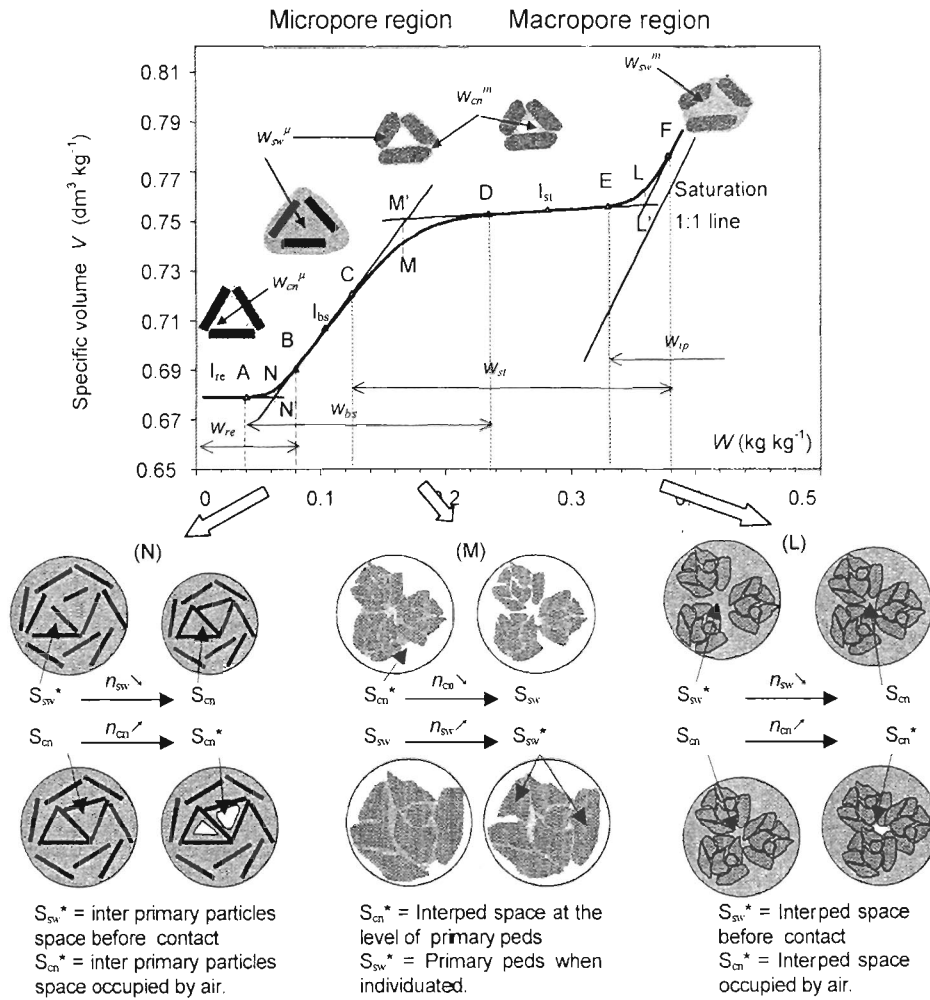 Micropore region Macropore region
Specific volume V (dm³ kg⁻¹)
0.81
0.79
0.77
0.75
0.73
0.71
0.69
0.67
0.65
w_sw^m
w_cn^m
w_sw^μ
F
D I_st E L
M' Saturation
1:1 line
L'
M
w_cn^μ
C
I_bs
B
I_re A N
N'
w_tp
w_st
w_bs
w_re
W (kg kg⁻¹)
0 0.1 0.2 0.3 0.5
(N) (M) (L)
S_sw* n_sw↘ S_cn
S_cn n_cn↗ S_cn*
S_cn* n_cn↘ S_sw
S_sw n_sw↗ S_sw*
S_sw* n_sw↘ S_cn
S_cn n_cn↗ S_cn*
S_sw* = inter primary particles
space before contact
S_cn* = inter primary particles
space occupied by air.
S_cn* = Interped space at the
level of primary peds
S_sw* = Primary peds when
individuated.
S_sw* = Interped space
before contact
S_cn* = Interped space
occupied by air.